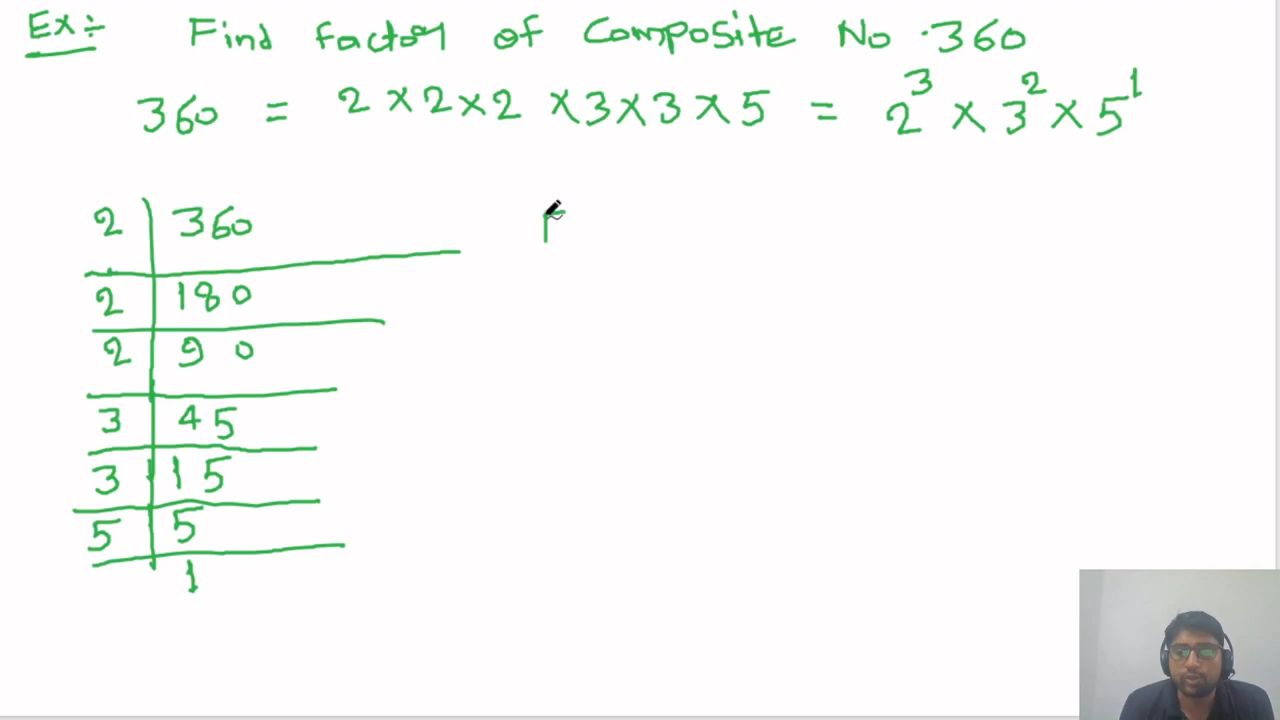 Ex ÷ Find factor of Composite No .360
360 = 2 × 2 × 2 × 3 × 3 × 5 = 2³ × 3² × 5¹
2 | 360
2 | 180
2 | 90
3 | 45
3 | 15
5 | 5
1